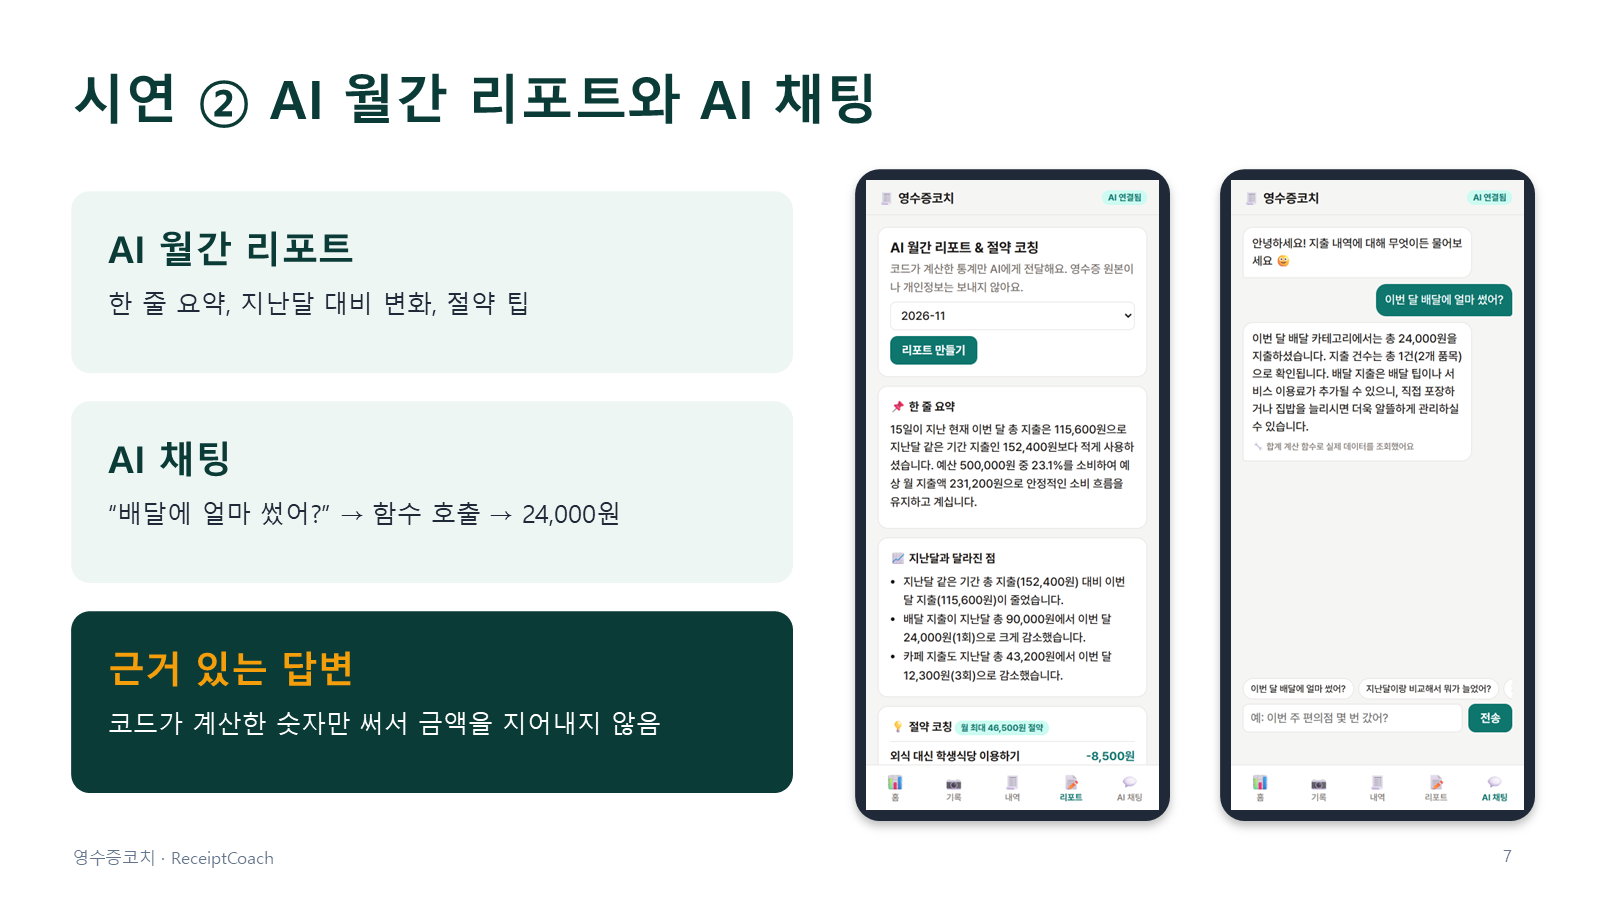 시연 ② AI 월간 리포트와 AI 채팅
AI 월간 리포트
한 줄 요약, 지난달 대비 변화, 절약 팁
AI 채팅
“배달에 얼마 썼어?” → 함수 호출 → 24,000원
근거 있는 답변
코드가 계산한 숫자만 써서 금액을 지어내지 않음
영수증코치
AI 연결됨
AI 월간 리포트 & 절약 코칭
코드가 계산한 통계만 AI에게 전달해요. 영수증 원본이
나 개인정보는 보내지 않아요.
2026-11
리포트 만들기
한 줄 요약
15일이 지난 현재 이번 달 총 지출은 115,600원으로
지난달 같은 기간 지출인 152,400원보다 적게 사용하
셨습니다. 예산 500,000원 중 23.1%를 소비하여 예
상 월 지출액 231,200원으로 안정적인 소비 흐름을
유지하고 계십니다.
지난달과 달라진 점
• 지난달 같은 기간 총 지출(152,400원) 대비 이번
달 지출(115,600원)이 줄었습니다.
• 배달 지출이 지난달 총 90,000원에서 이번 달
24,000원(1회)으로 크게 감소했습니다.
• 카페 지출도 지난달 총 43,200원에서 이번 달
12,300원(3회)으로 감소했습니다.
절약 코칭 월 최대 46,500원 절약
외식 대신 학생식당 이용하기 -8,500원
홈 기록 내역 리포트 AI 채팅
영수증코치
AI 연결됨
안녕하세요! 지출 내역에 대해 무엇이든 물어보
세요 😀
이번 달 배달에 얼마 썼어?
이번 달 배달 카테고리에서는 총 24,000원을
지출하셨습니다. 지출 건수는 총 1건(2개 품목)
으로 확인됩니다. 배달 지출은 배달 팁이나 서
비스 이용료가 추가될 수 있으니, 직접 포장하
거나 집밥을 늘리시면 더욱 알뜰하게 관리하실
수 있습니다.
합계 계산 함수로 실제 데이터를 조회했어요
이번 달 배달에 얼마 썼어? 지난달이랑 비교해서 뭐가 늘었어?
예: 이번 주 편의점 몇 번 갔어? 전송
홈 기록 내역 리포트 AI 채팅
영수증코치 · ReceiptCoach
7